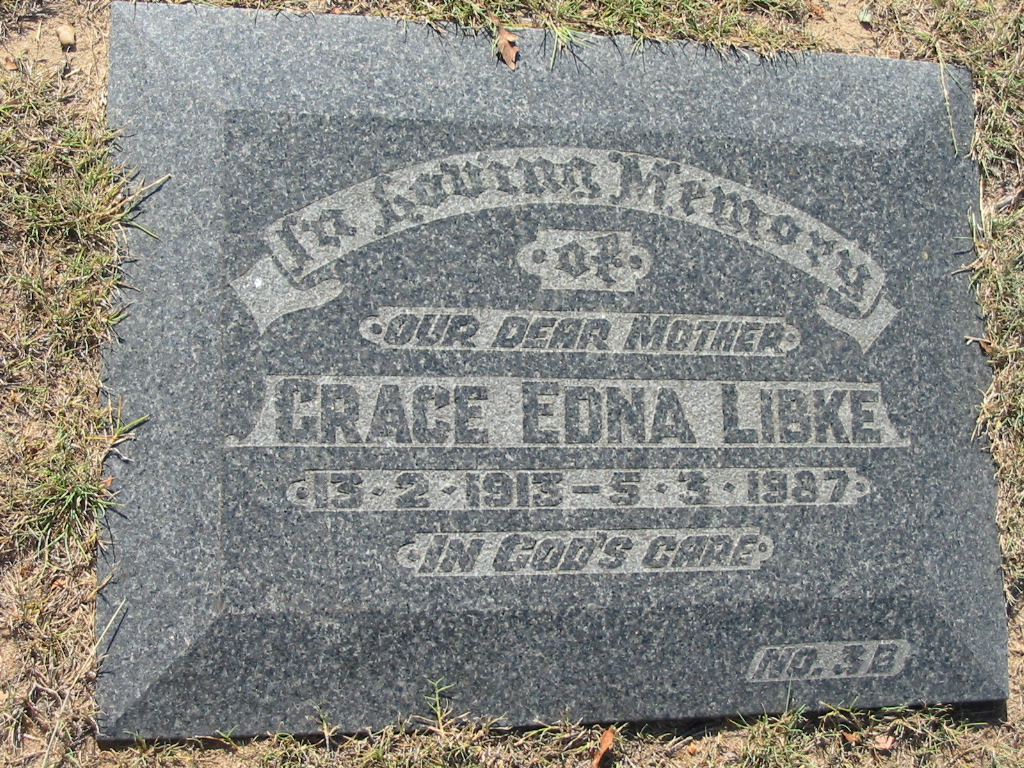 In Loving Memory
of
OUR DEAR MOTHER
GRACE EDNA LIBKE
13·2·1913–5·3·1987
IN GOD'S CARE
NO. 3B